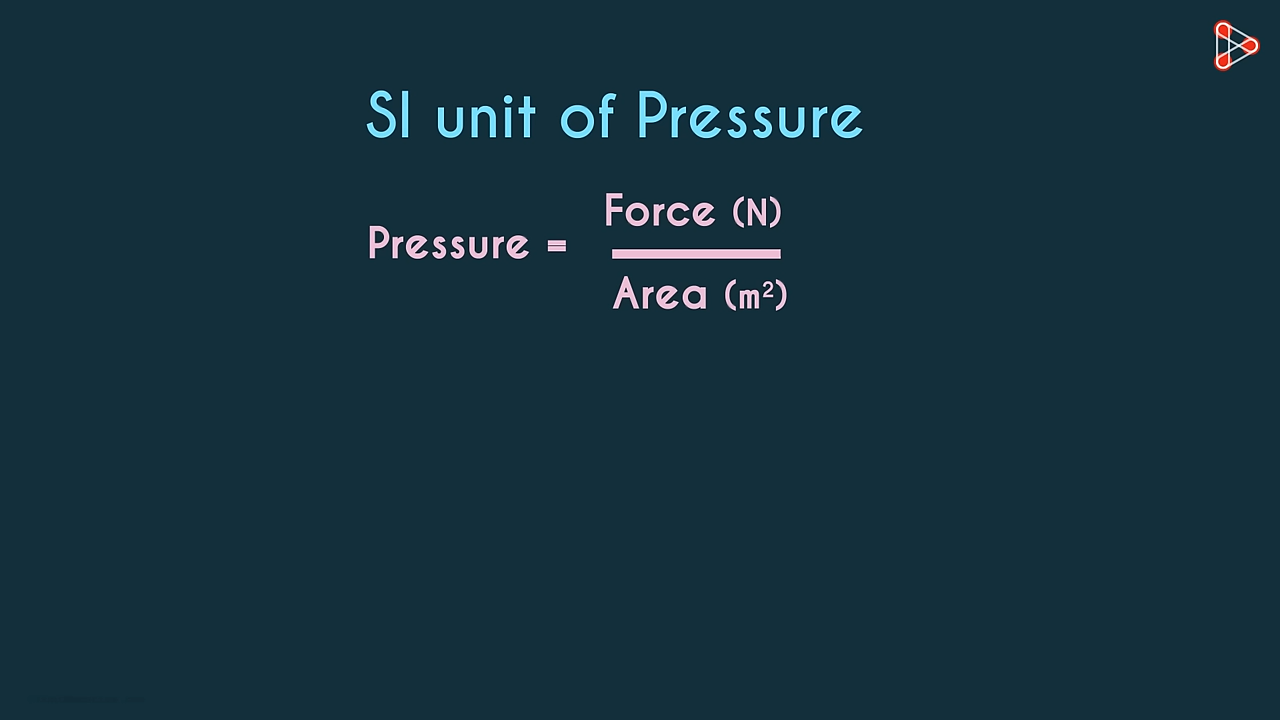 SI unit of Pressure
Force (N)
Pressure =
Area (m²)